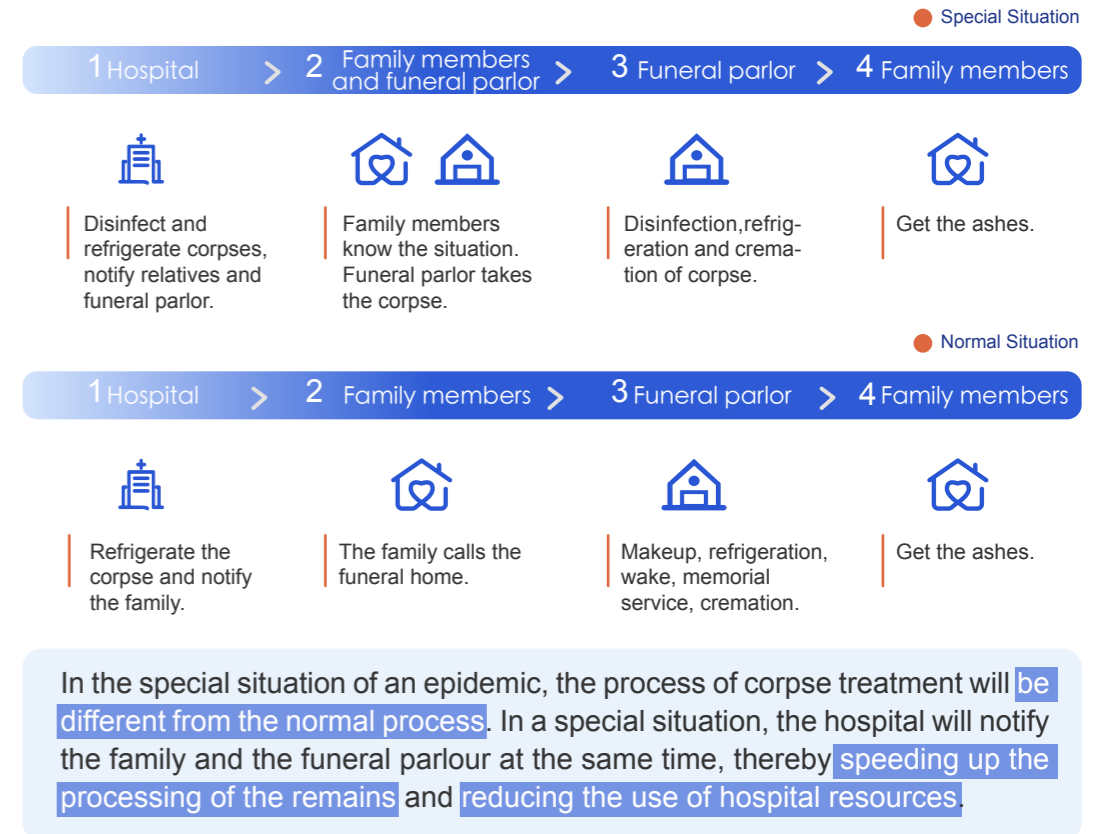 Special Situation
1 Hospital > 2 Family members and funeral parlor > 3 Funeral parlor > 4 Family members
Disinfect and
refrigerate corpses,
notify relatives and
funeral parlor.
Family members
know the situation.
Funeral parlor takes
the corpse.
Disinfection,refrig-
eration and crema-
tion of corpse.
Get the ashes.
Normal Situation
1 Hospital > 2 Family members > 3 Funeral parlor > 4 Family members
Refrigerate the
corpse and notify
the family.
The family calls the
funeral home.
Makeup, refrigeration,
wake, memorial
service, cremation.
Get the ashes.
In the special situation of an epidemic, the process of corpse treatment will be
different from the normal process. In a special situation, the hospital will notify
the family and the funeral parlour at the same time, thereby speeding up the
processing of the remains and reducing the use of hospital resources.